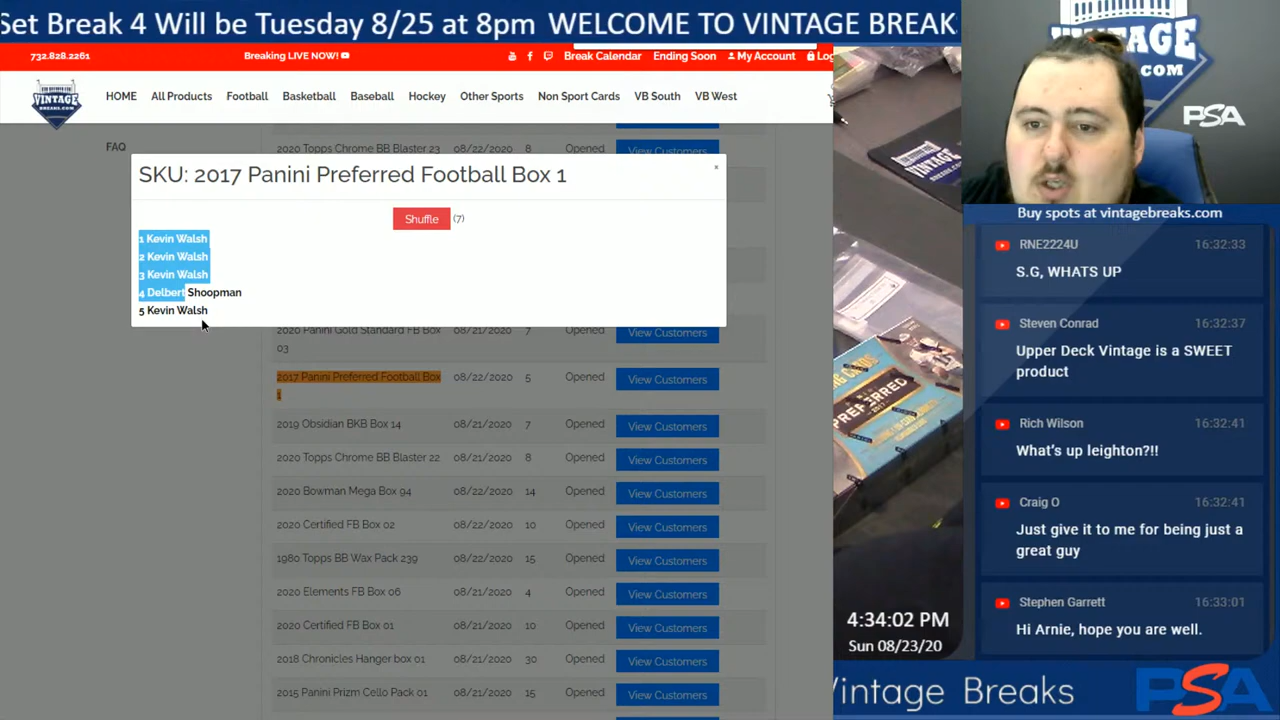 Set Break 4 Will be Tuesday 8/25 at 8pm WELCOME TO VINTAGE BREAK
732.828.2261 Breaking LIVE NOW! Break Calendar Ending Soon My Account Log
VINTAGE
BREAKS.COM
HOME All Products Football Basketball Baseball Hockey Other Sports Non Sport Cards VB South VB West
FAQ
2020 Topps Chrome BB Blaster 23 08/22/2020 8 Opened View Customers
SKU: 2017 Panini Preferred Football Box 1 ×
Shuffle (7)
1 Kevin Walsh
2 Kevin Walsh
3 Kevin Walsh
4 Delbert Shoopman
5 Kevin Walsh
2020 Panini Gold Standard FB Box 08/21/2020 7 Opened View Customers
03
2017 Panini Preferred Football Box 08/22/2020 5 Opened View Customers
1
2019 Obsidian BKB Box 14 08/21/2020 7 Opened View Customers
2020 Topps Chrome BB Blaster 22 08/21/2020 8 Opened View Customers
2020 Bowman Mega Box 94 08/22/2020 14 Opened View Customers
2020 Certified FB Box 02 08/22/2020 10 Opened View Customers
1980 Topps BB Wax Pack 239 08/22/2020 15 Opened View Customers
2020 Elements FB Box 06 08/21/2020 4 Opened View Customers
2020 Certified FB Box 01 08/21/2020 10 Opened View Customers
2018 Chronicles Hanger box 01 08/21/2020 30 Opened View Customers
2015 Panini Prizm Cello Pack 01 08/21/2020 15 Opened View Customers
PREFERRED
2017
4:34:02 PM
Sun 08/23/20
VINTAGE
.COM
PSA
Buy spots at vintagebreaks.com
RNE2224U 16:32:33
S.G, WHATS UP
Steven Conrad 16:32:37
Upper Deck Vintage is a SWEET
product
Rich Wilson 16:32:41
What's up leighton?!!
Craig O 16:32:41
Just give it to me for being just a
great guy
Stephen Garrett 16:33:01
Hi Arnie, hope you are well.
Vintage Breaks PSA